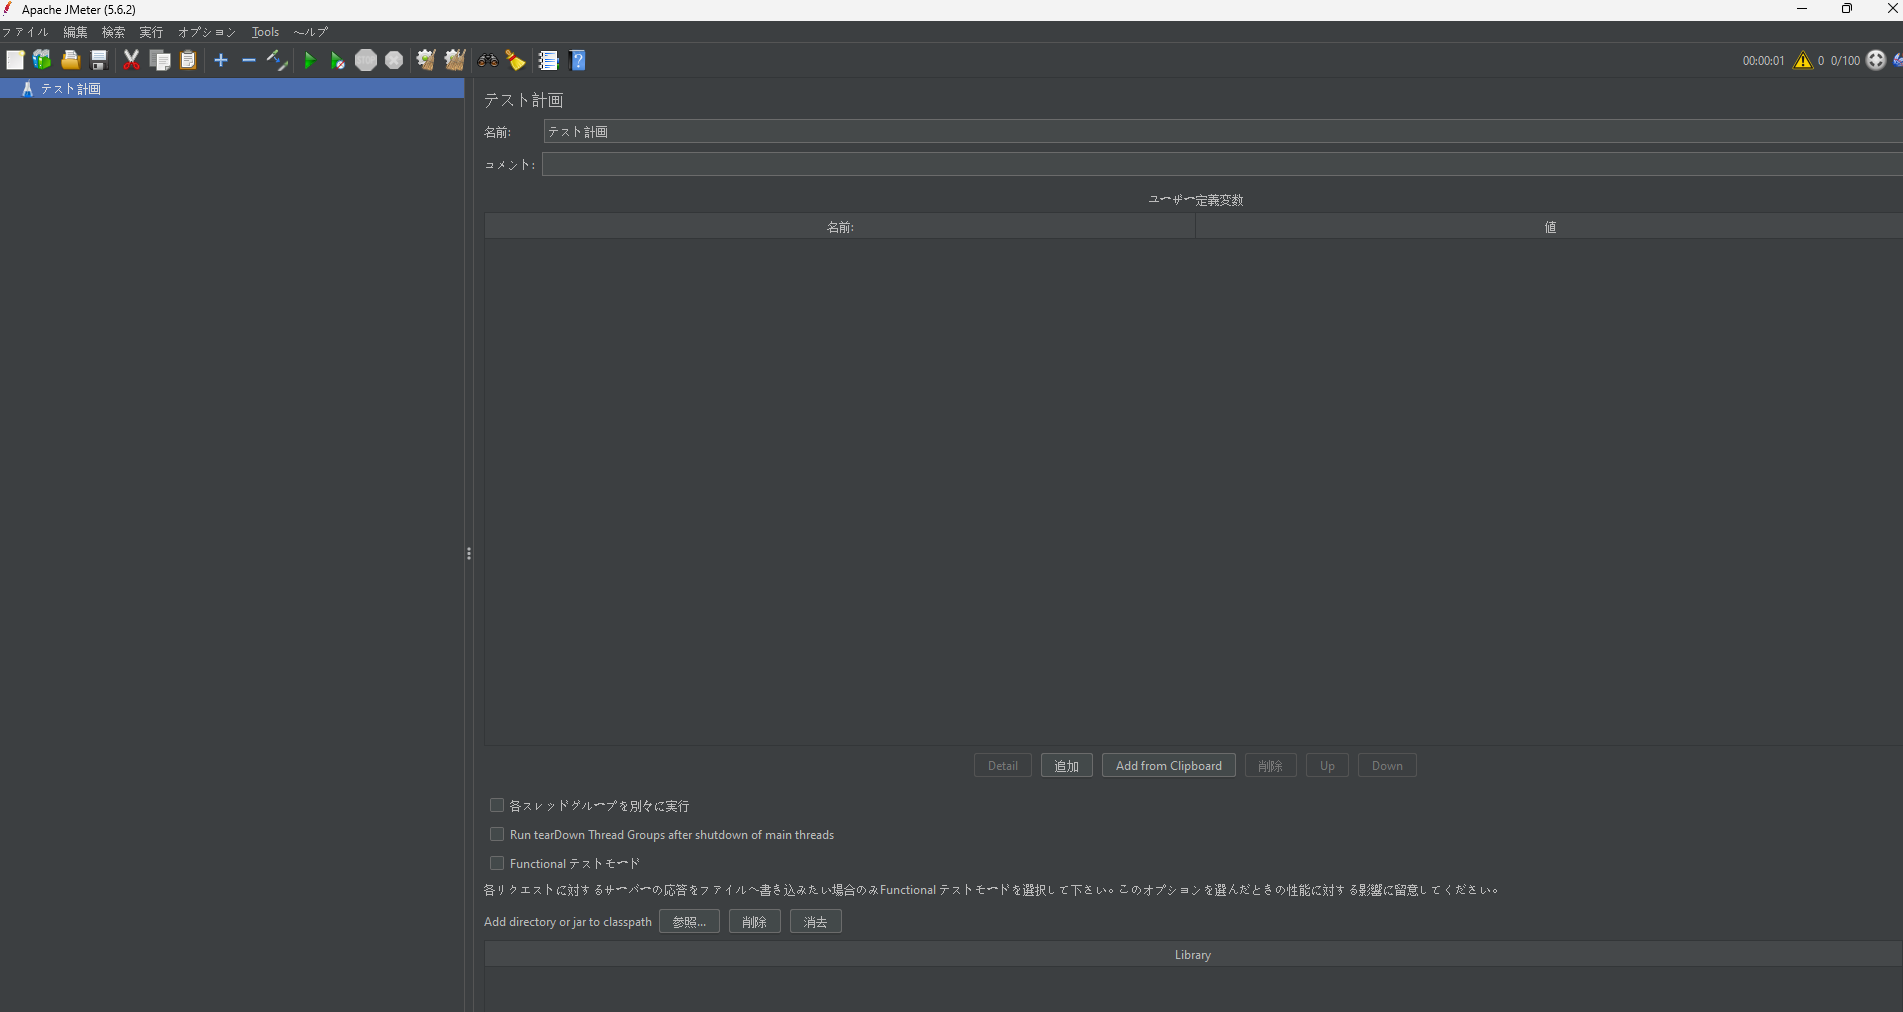 Apache JMeter (5.6.2)
ファイル 編集 検索 実行 オプション Tools ヘルプ
00:00:01 0 0/100
テスト計画
テスト計画
名前: テスト計画
コメント:
ユーザー定義変数
名前: 値
Detail 追加 Add from Clipboard 削除 Up Down
各スレッドグループを別々に実行
Run tearDown Thread Groups after shutdown of main threads
Functional テストモード
各リクエストに対するサーバーの応答をファイルへ書き込みたい場合のみFunctional テストモードを選択して下さい。このオプションを選んだときの性能に対する影響に留意してください。
Add directory or jar to classpath 参照... 削除 消去
Library